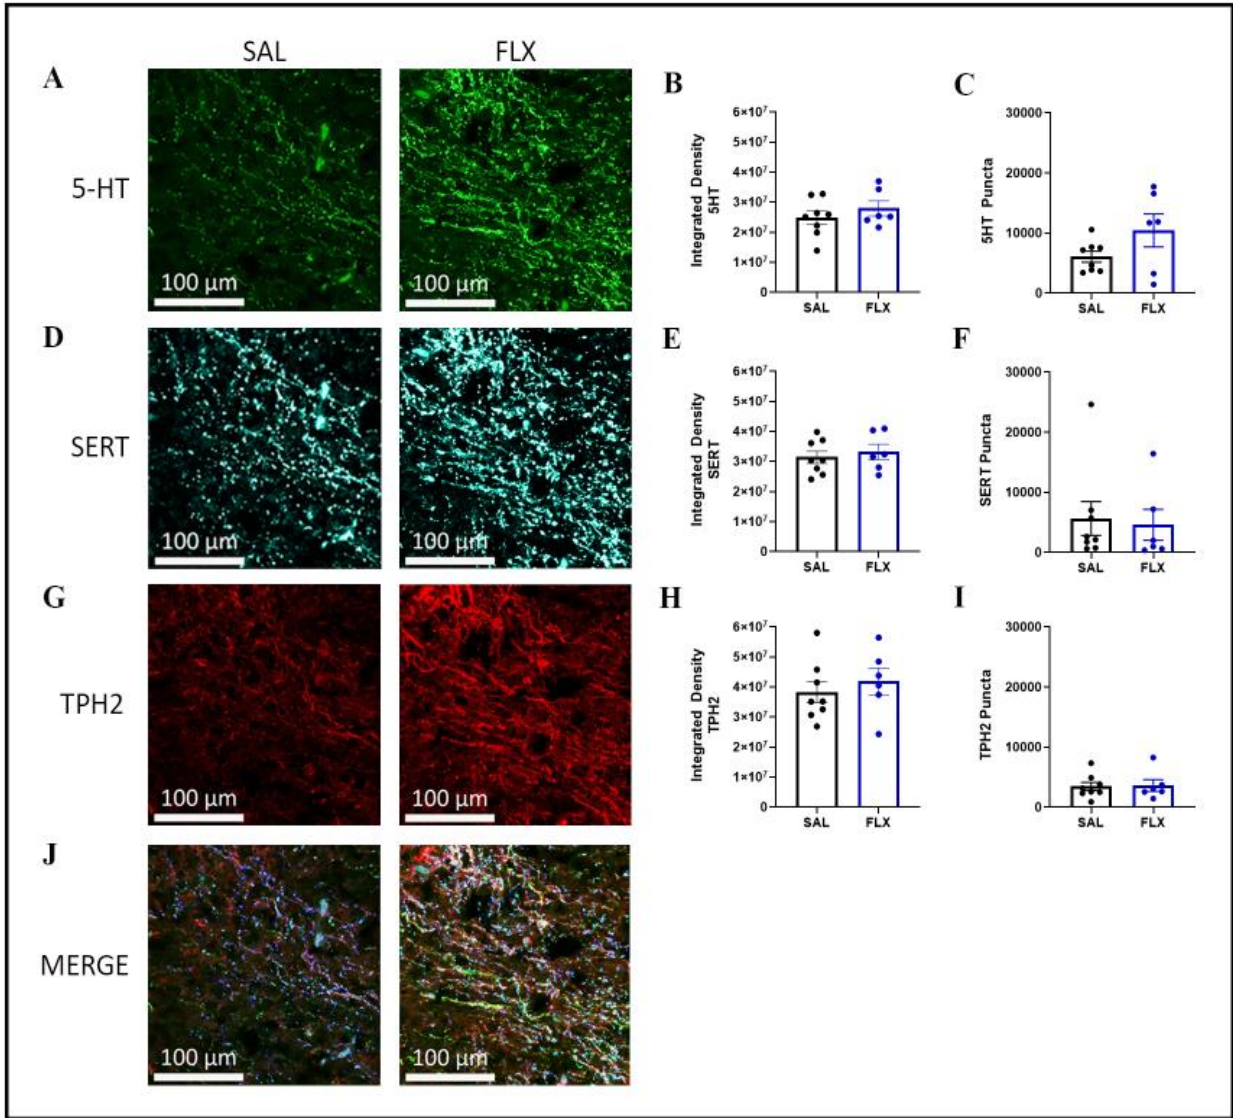 SAL FLX
A
5-HT
100 µm 100 µm
B
Integrated Density
5HT
6×10⁷
5×10⁷
4×10⁷
3×10⁷
2×10⁷
1×10⁷
0
SAL FLX
C
5HT Puncta
30000
20000
10000
0
SAL FLX
D
SERT
100 µm 100 µm
E
Integrated Density
SERT
6×10⁷
5×10⁷
4×10⁷
3×10⁷
2×10⁷
1×10⁷
0
SAL FLX
F
SERT Puncta
30000
20000
10000
0
SAL FLX
G
TPH2
100 µm 100 µm
H
Integrated Density
TPH2
6×10⁷
5×10⁷
4×10⁷
3×10⁷
2×10⁷
1×10⁷
0
SAL FLX
I
TPH2 Puncta
30000
20000
10000
0
SAL FLX
J
MERGE
100 µm 100 µm